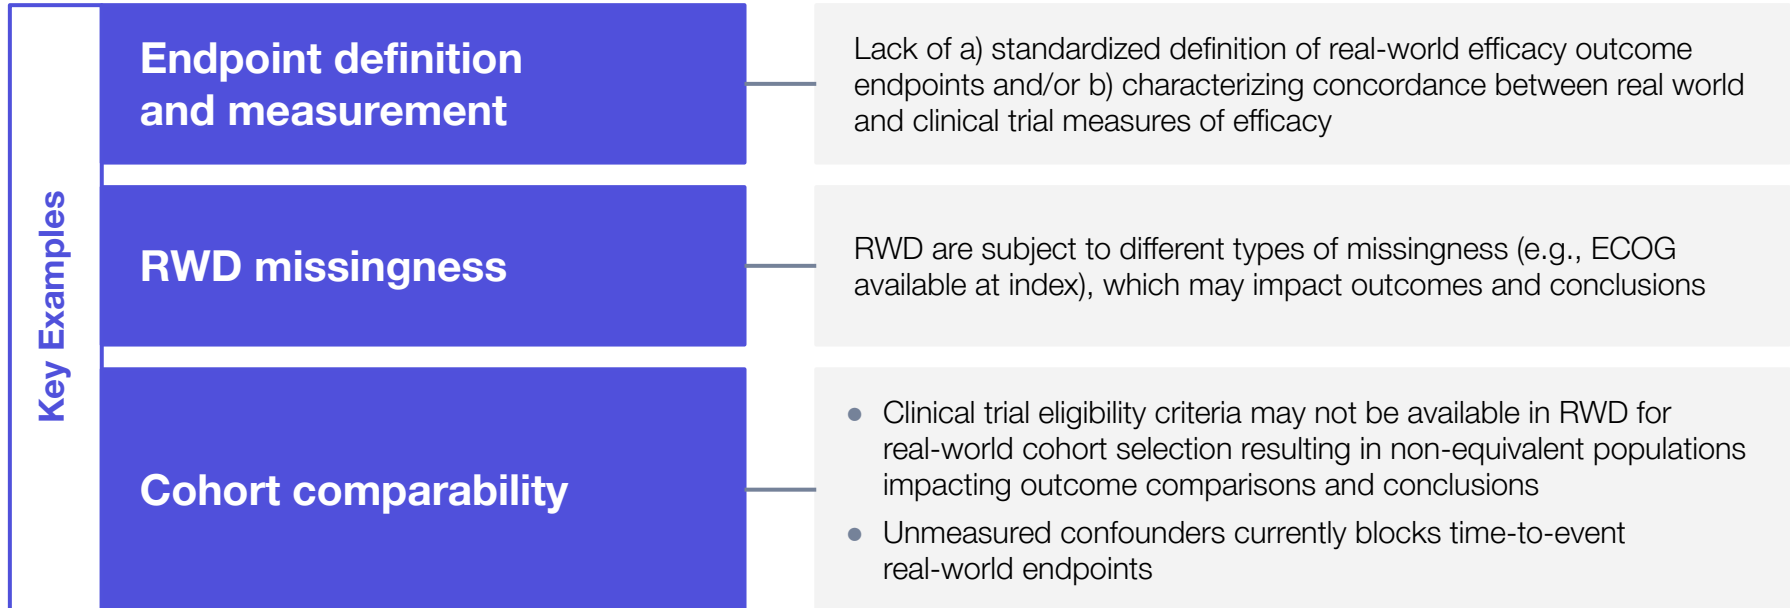 Key Examples
Endpoint definition
and measurement
Lack of a) standardized definition of real-world efficacy outcome
endpoints and/or b) characterizing concordance between real world
and clinical trial measures of efficacy
RWD missingness
RWD are subject to different types of missingness (e.g., ECOG
available at index), which may impact outcomes and conclusions
Cohort comparability
● Clinical trial eligibility criteria may not be available in RWD for
real-world cohort selection resulting in non-equivalent populations
impacting outcome comparisons and conclusions
● Unmeasured confounders currently blocks time-to-event
real-world endpoints